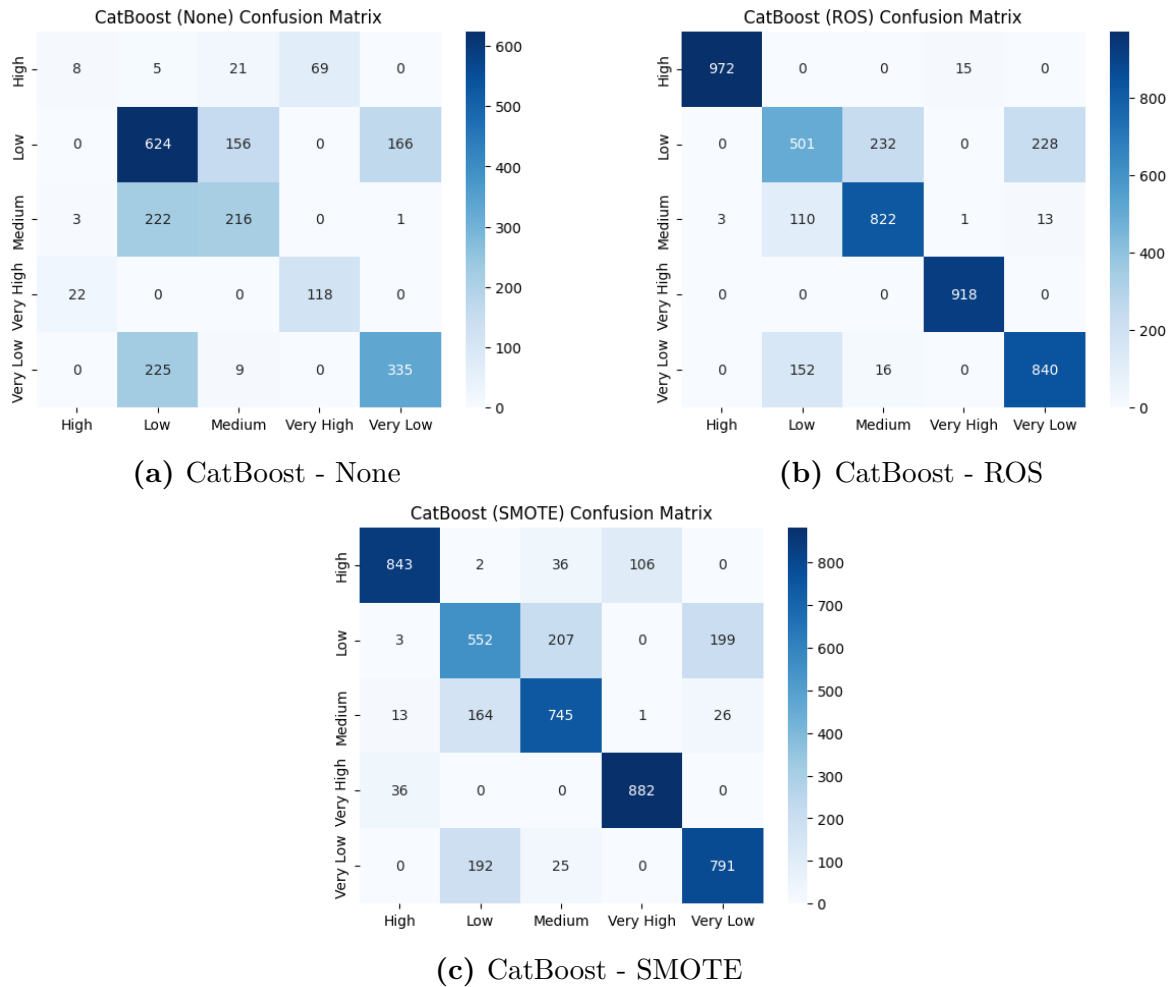 CatBoost (None) Confusion Matrix
High 8 5 21 69 0
Low 0 624 156 0 166
Medium 3 222 216 0 1
Very High 22 0 0 118 0
Very Low 0 225 9 0 335
High Low Medium Very High Very Low
600
500
400
300
200
100
0
(a) CatBoost - None
CatBoost (ROS) Confusion Matrix
High 972 0 0 15 0
Low 0 501 232 0 228
Medium 3 110 822 1 13
Very High 0 0 0 918 0
Very Low 0 152 16 0 840
High Low Medium Very High Very Low
800
600
400
200
0
(b) CatBoost - ROS
CatBoost (SMOTE) Confusion Matrix
High 843 2 36 106 0
Low 3 552 207 0 199
Medium 13 164 745 1 26
Very High 36 0 0 882 0
Very Low 0 192 25 0 791
High Low Medium Very High Very Low
800
700
600
500
400
300
200
100
0
(c) CatBoost - SMOTE